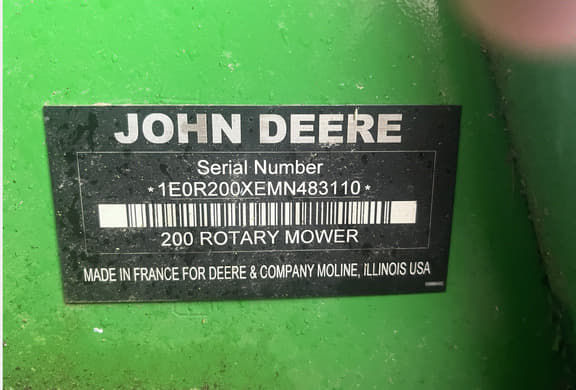 JOHN DEERE
Serial Number
*1E0R200XEMN483110*
200 ROTARY MOWER
MADE IN FRANCE FOR DEERE & COMPANY MOLINE, ILLINOIS USA